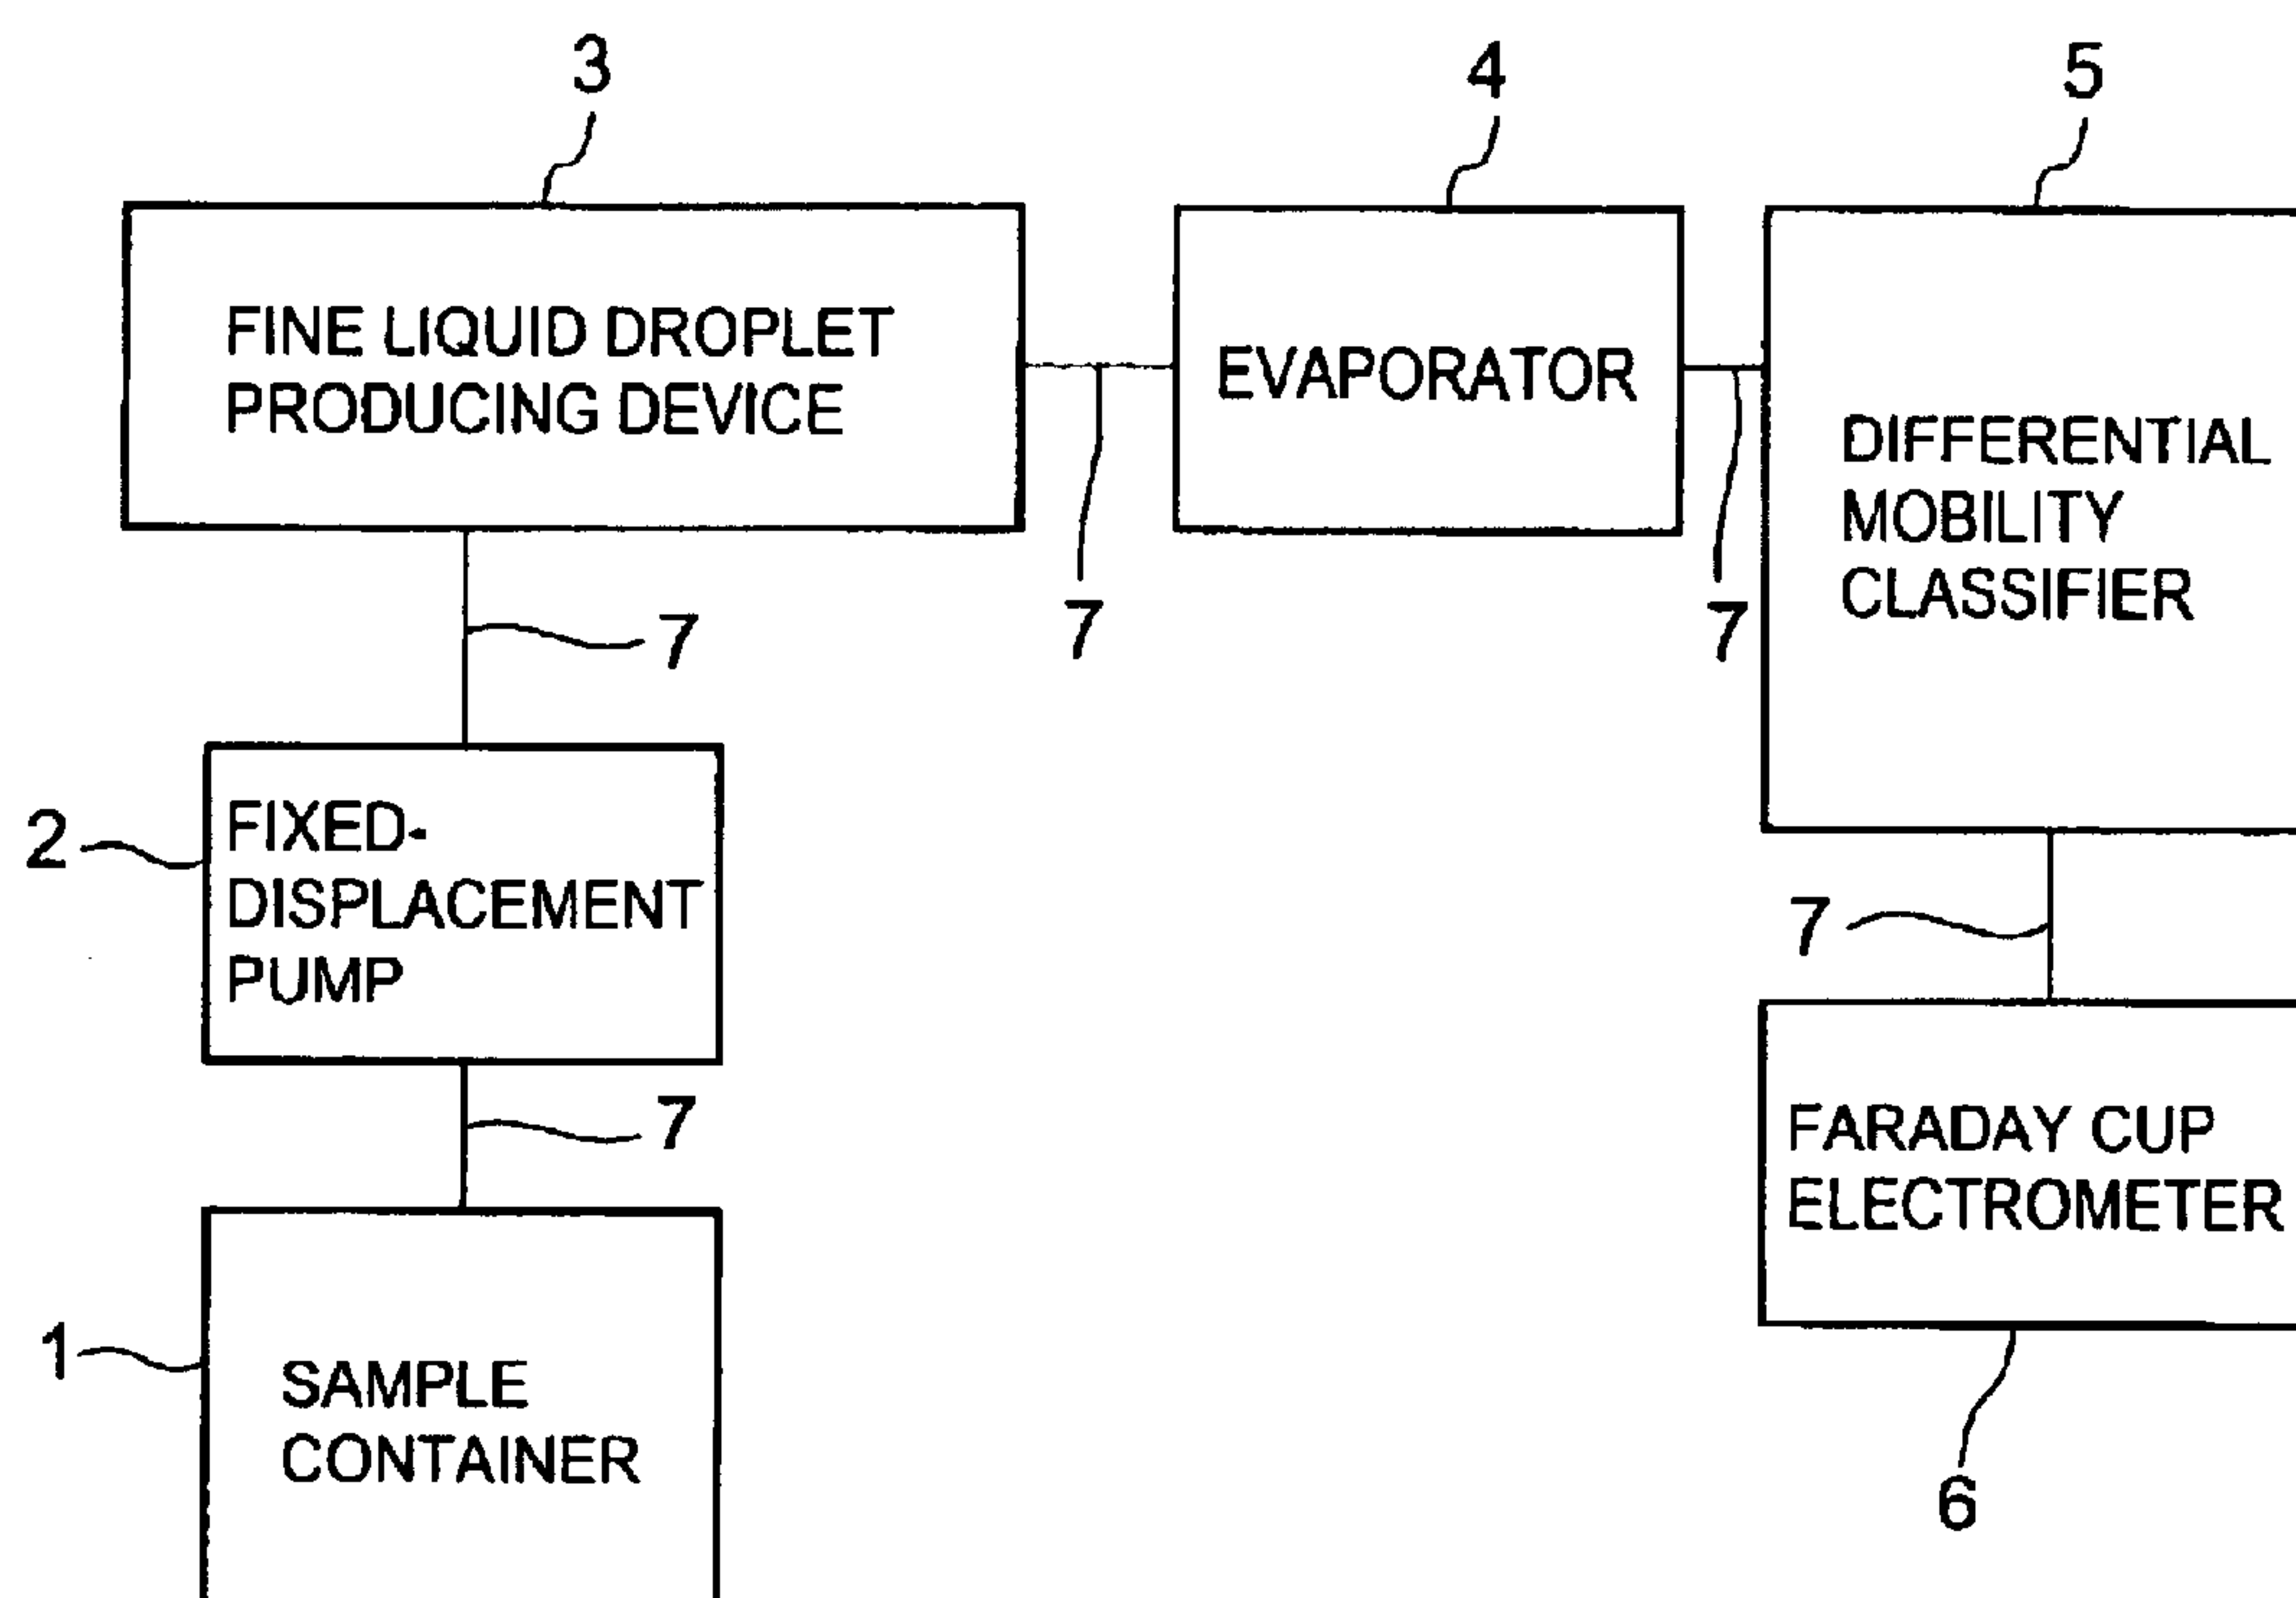 3
4
5
FINE LIQUID DROPLET
PRODUCING DEVICE
EVAPORATOR
DIFFERENTIAL
MOBILITY
CLASSIFIER
7
7
7
2
FIXED-
DISPLACEMENT
PUMP
7
7
FARADAY CUP
ELECTROMETER
1
SAMPLE
CONTAINER
6